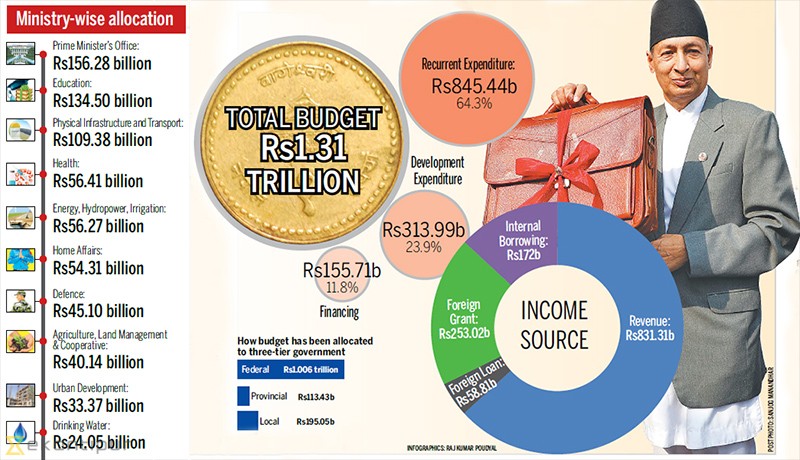 Ministry-wise allocation
Prime Minister's Office:
Rs156.28 billion
Education:
Rs134.50 billion
Physical Infrastructure and Transport:
Rs109.38 billion
Health:
Rs56.41 billion
Energy, Hydropower, Irrigation:
Rs56.27 billion
Home Affairs:
Rs54.31 billion
Defence:
Rs45.10 billion
Agriculture, Land Management
& Cooperative:
Rs40.14 billion
Urban Development:
Rs33.37 billion
Drinking Water:
Rs24.05 billion
TOTAL BUDGET
Rs1.31
TRILLION
Recurrent Expenditure:
Rs845.44b
64.3%
Development
Expenditure
Rs313.99b
23.9%
Rs155.71b
11.8%
Financing
How budget has been allocated
to three-tier government
Federal Rs1.006 trillion
Provincial Rs113.43b
Local Rs195.05b
INCOME
SOURCE
Internal
Borrowing:
Rs172b
Foreign
Grant:
Rs253.02b
Foreign Loan:
Rs58.81b
Revenue:
Rs831.31b
INFOGRAPHICS: RAJ KUMAR POUDYAL
POST PHOTO: SANJOG MANANDHAR